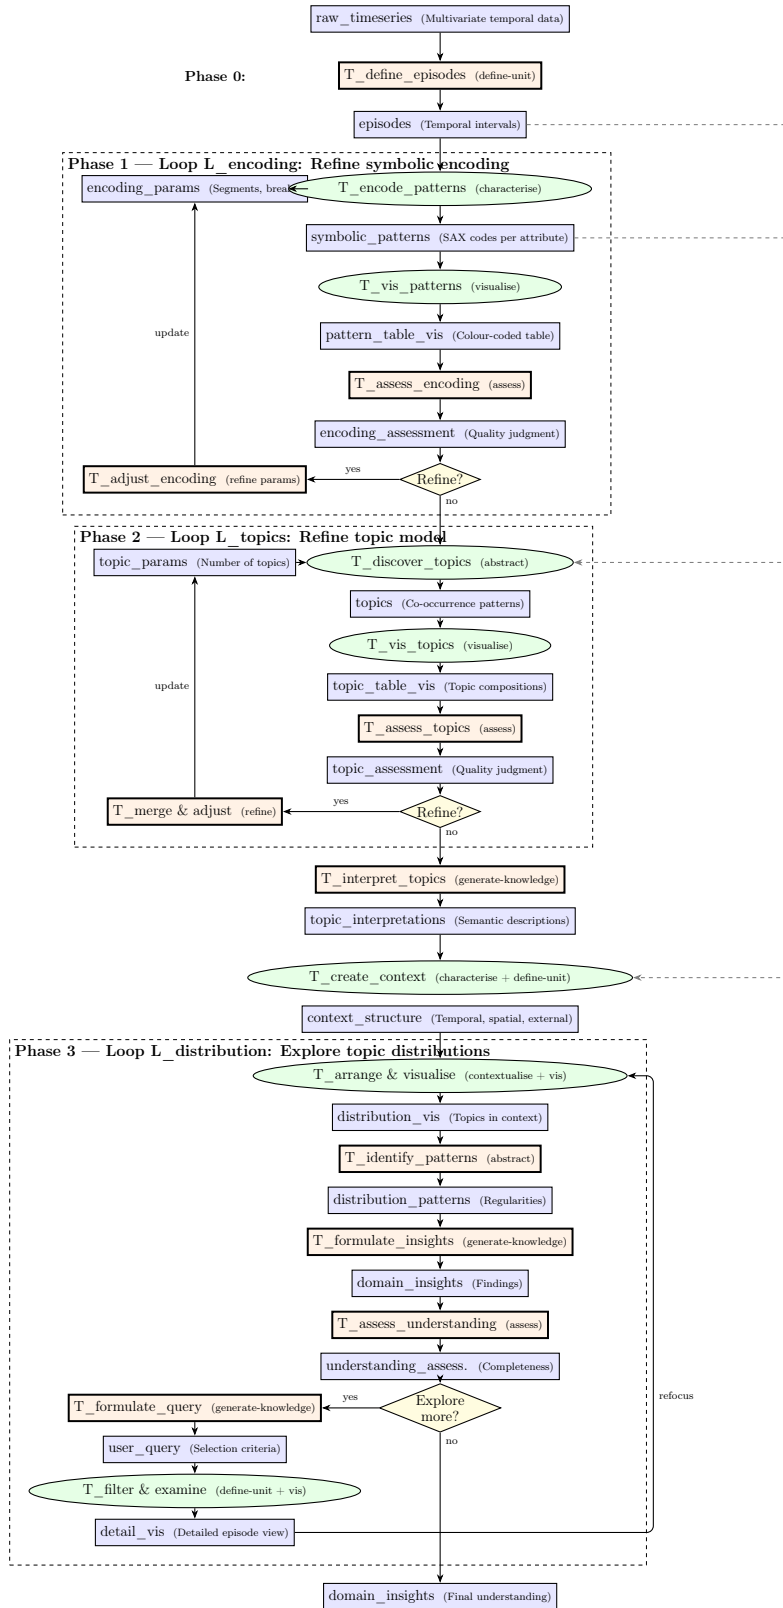 raw_timeseries (Multivariate temporal data)
Phase 0:
T_define_episodes (define-unit)
episodes (Temporal intervals)
Phase 1 — Loop L_encoding: Refine symbolic encoding
encoding_params (Segments, brea
T_encode_patterns (characterise)
symbolic_patterns (SAX codes per attribute)
T_vis_patterns (visualise)
update
pattern_table_vis (Colour-coded table)
T_assess_encoding (assess)
encoding_assessment (Quality judgment)
T_adjust_encoding (refine params)
yes
Refine?
no
Phase 2 — Loop L_topics: Refine topic model
topic_params (Number of topics)
T_discover_topics (abstract)
topics (Co-occurrence patterns)
T_vis_topics (visualise)
update
topic_table_vis (Topic compositions)
T_assess_topics (assess)
topic_assessment (Quality judgment)
T_merge & adjust (refine)
yes
Refine?
no
T_interpret_topics (generate-knowledge)
topic_interpretations (Semantic descriptions)
T_create_context (characterise + define-unit)
context_structure (Temporal, spatial, external)
Phase 3 — Loop L_distribution: Explore topic distributions
T_arrange & visualise (contextualise + vis)
distribution_vis (Topics in context)
T_identify_patterns (abstract)
distribution_patterns (Regularities)
T_formulate_insights (generate-knowledge)
domain_insights (Findings)
T_assess_understanding (assess)
understanding_assess. (Completeness)
T_formulate_query (generate-knowledge)
yes
Explore
more?
refocus
no
user_query (Selection criteria)
T_filter & examine (define-unit + vis)
detail_vis (Detailed episode view)
domain_insights (Final understanding)